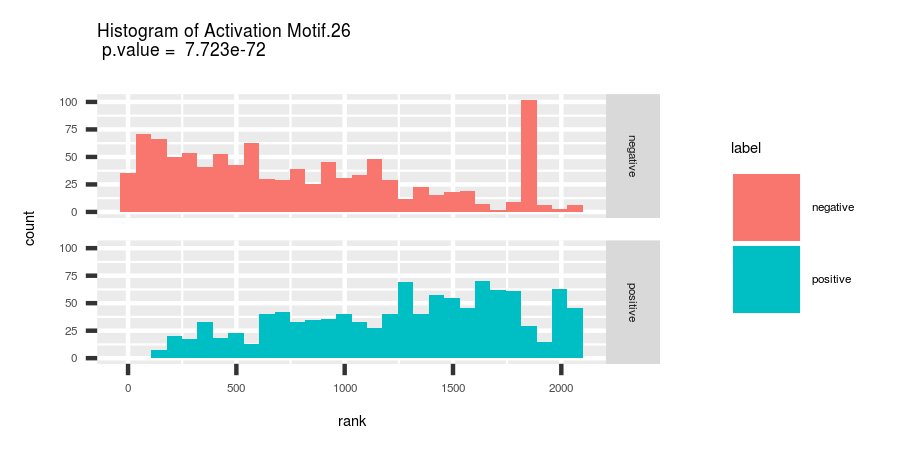 Histogram of Activation Motif.26
p.value =  7.723e-72
100
75
50
25
0
negative
100
75
50
25
0
positive
0 500 1000 1500 2000
rank
count
label
negative
positive